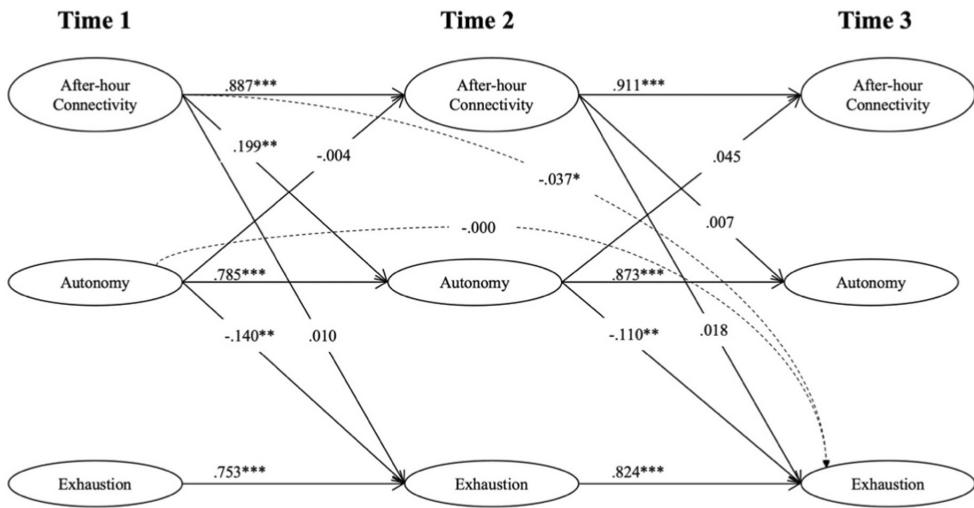 Time 1
Time 2
Time 3
After-hour
Connectivity
.887***
After-hour
Connectivity
.911***
After-hour
Connectivity
.199**
-.004
-.037*
.045
-.000
.007
Autonomy
.785***
Autonomy
.873***
Autonomy
-.140**
.010
-.110**
.018
Exhaustion
.753***
Exhaustion
.824***
Exhaustion